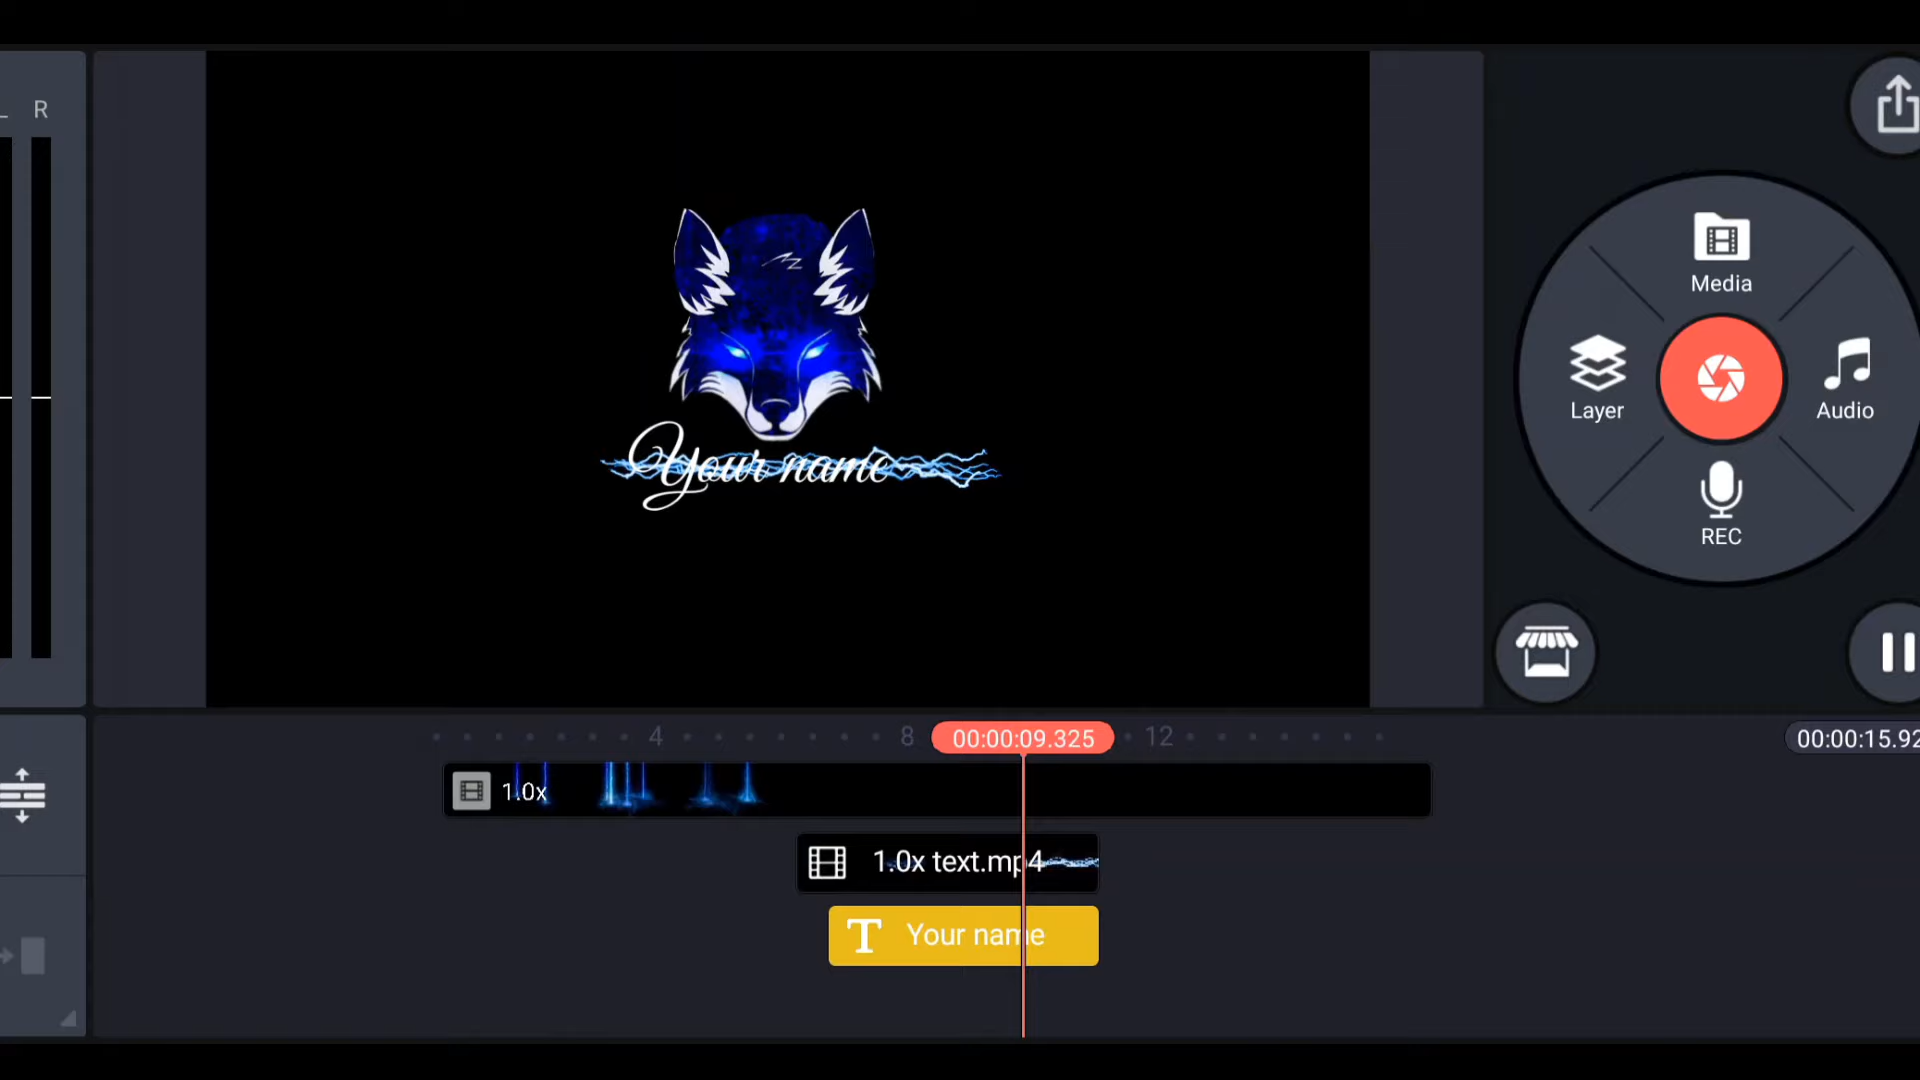 L R
Media
Layer
Audio
REC
Your name
4 8 00:00:09.325 12 00:00:15.92
1.0x
1.0x text.mp4
T Your name